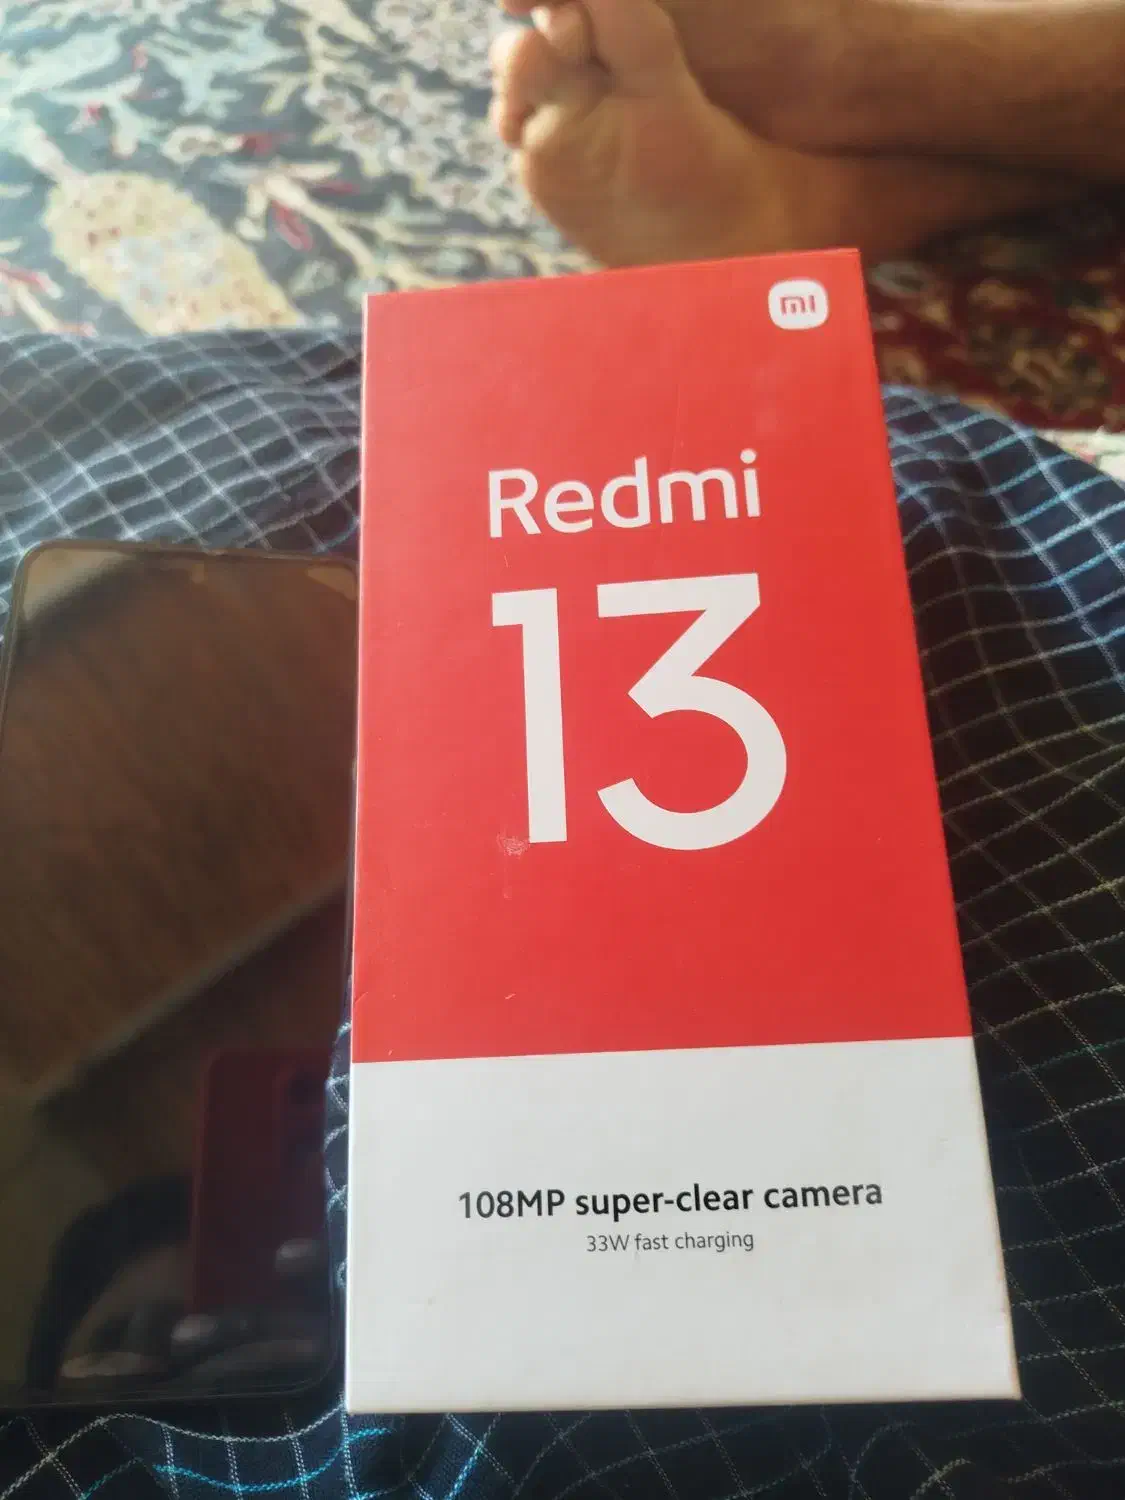 mi
Redmi
13
108MP super-clear camera
33W fast charging